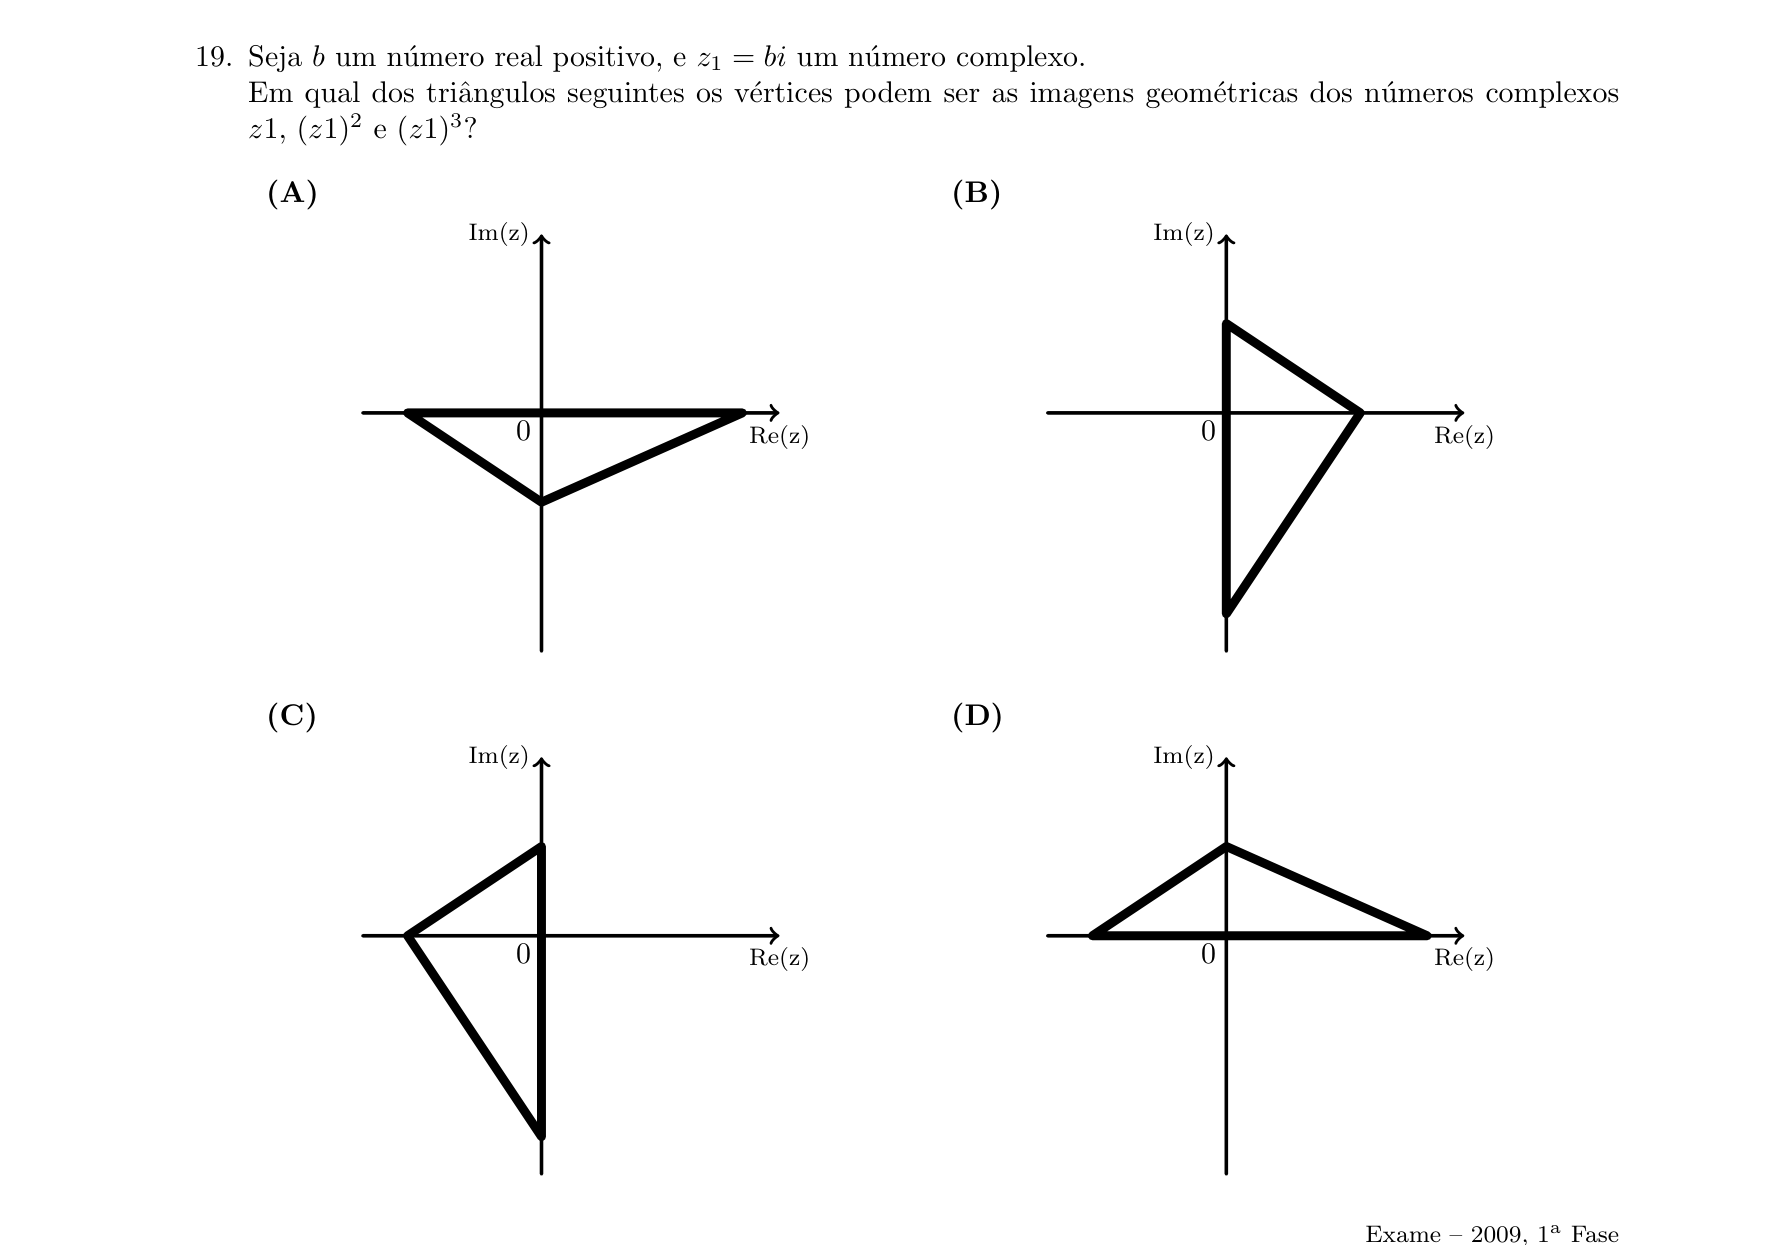 19. Seja b um número real positivo, e z₁ = bi um número complexo.
Em qual dos triângulos seguintes os vértices podem ser as imagens geométricas dos números complexos
z1, (z1)² e (z1)³?
(A)
(B)
Im(z)
Im(z)
0
Re(z)
0
Re(z)
(C)
(D)
Im(z)
Im(z)
0
Re(z)
0
Re(z)
Exame – 2009, 1ª Fase